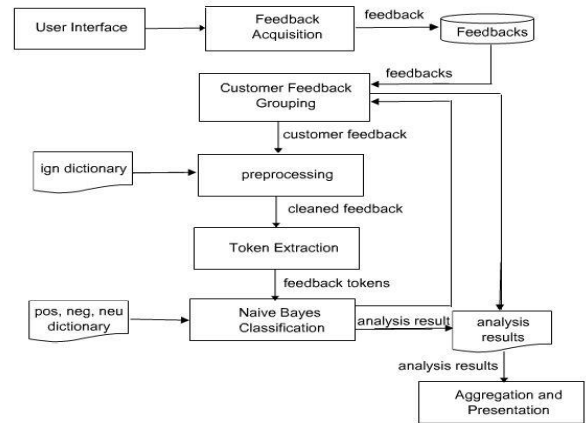 User Interface
Feedback
Acquisition
feedback
Feedbacks
feedbacks
Customer Feedback
Grouping
customer feedback
ign dictionary
preprocessing
cleaned feedback
Token Extraction
feedback tokens
pos, neg, neu
dictionary
Naive Bayes
Classification
analysis result
analysis
results
analysis results
Aggregation and
Presentation